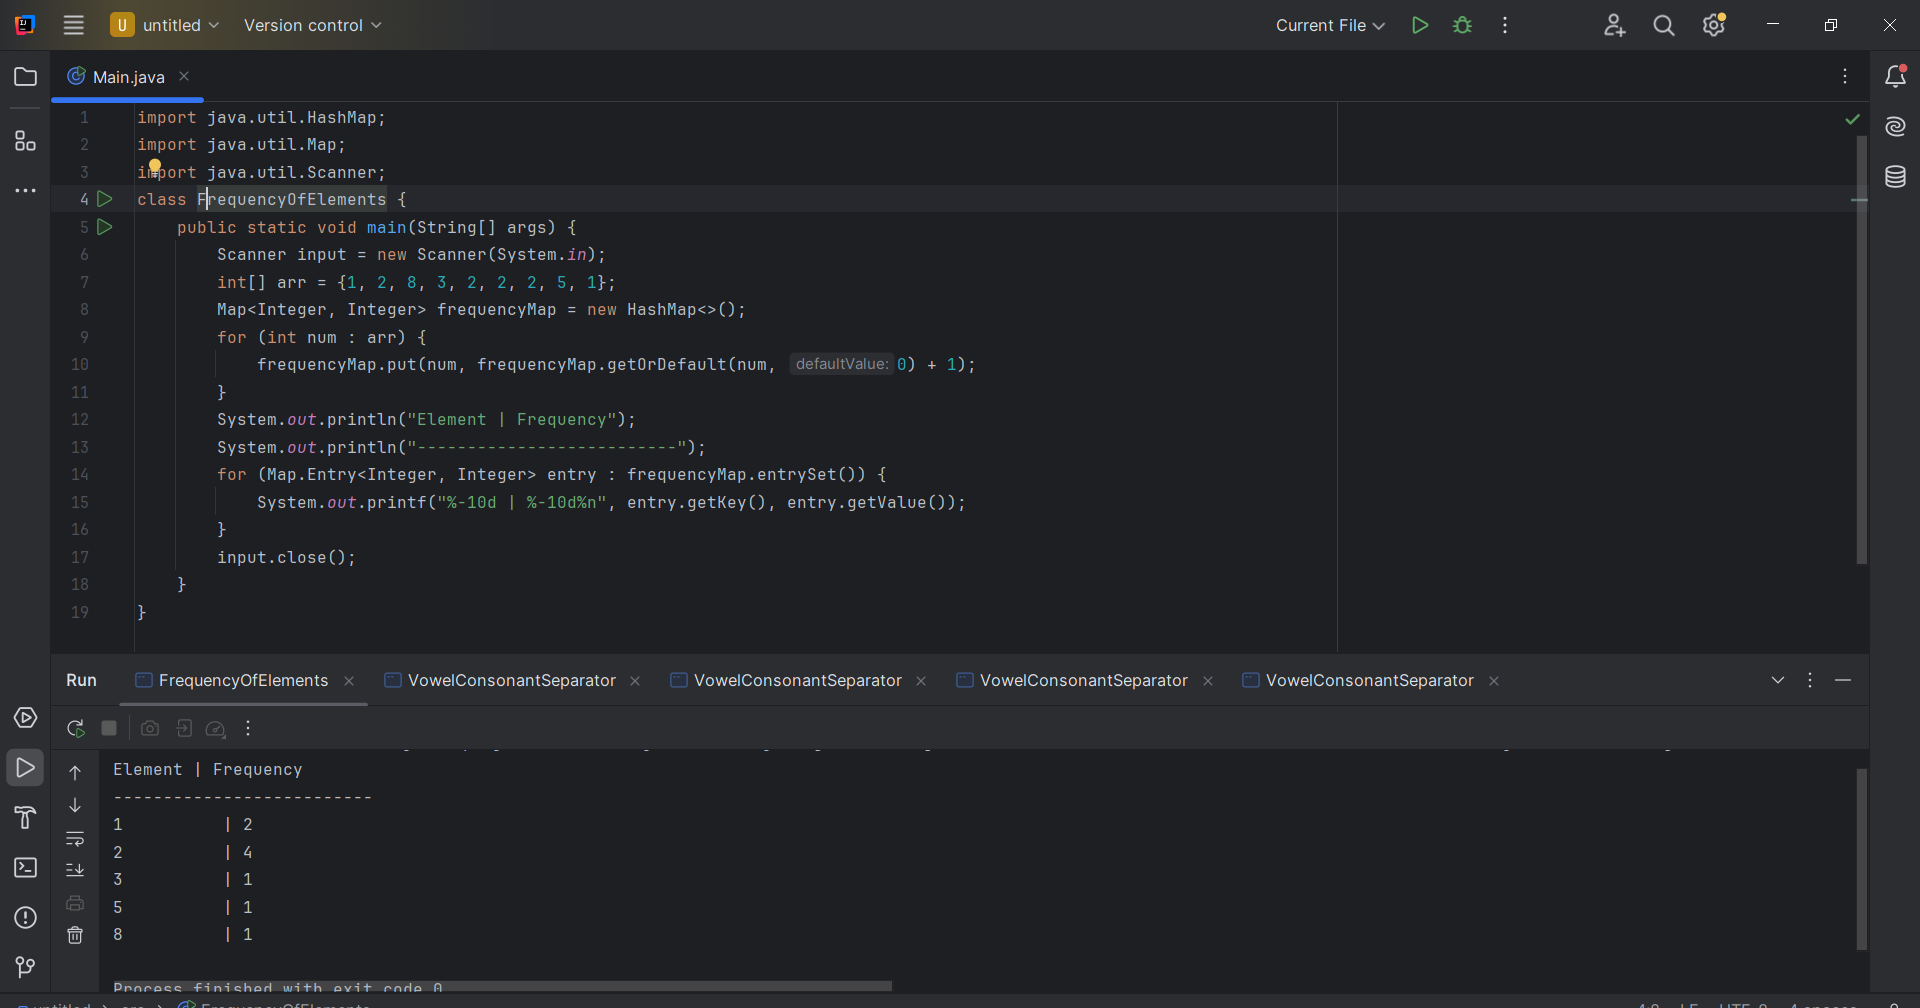 U untitled Version control Current File
Main.java
1 import java.util.HashMap;
2 import java.util.Map;
3 import java.util.Scanner;
4 class FrequencyOfElements {
5 public static void main(String[] args) {
6 Scanner input = new Scanner(System.in);
7 int[] arr = {1, 2, 8, 3, 2, 2, 2, 5, 1};
8 Map<Integer, Integer> frequencyMap = new HashMap<>();
9 for (int num : arr) {
10 frequencyMap.put(num, frequencyMap.getOrDefault(num, defaultValue: 0) + 1);
11 }
12 System.out.println("Element | Frequency");
13 System.out.println("--------------------------");
14 for (Map.Entry<Integer, Integer> entry : frequencyMap.entrySet()) {
15 System.out.printf("%-10d | %-10d%n", entry.getKey(), entry.getValue());
16 }
17 input.close();
18 }
19 }
Run FrequencyOfElements VowelConsonantSeparator VowelConsonantSeparator VowelConsonantSeparator VowelConsonantSeparator
Element | Frequency
--------------------------
1 | 2
2 | 4
3 | 1
5 | 1
8 | 1
Process finished with exit code 0
untitled src FrequencyOfElements